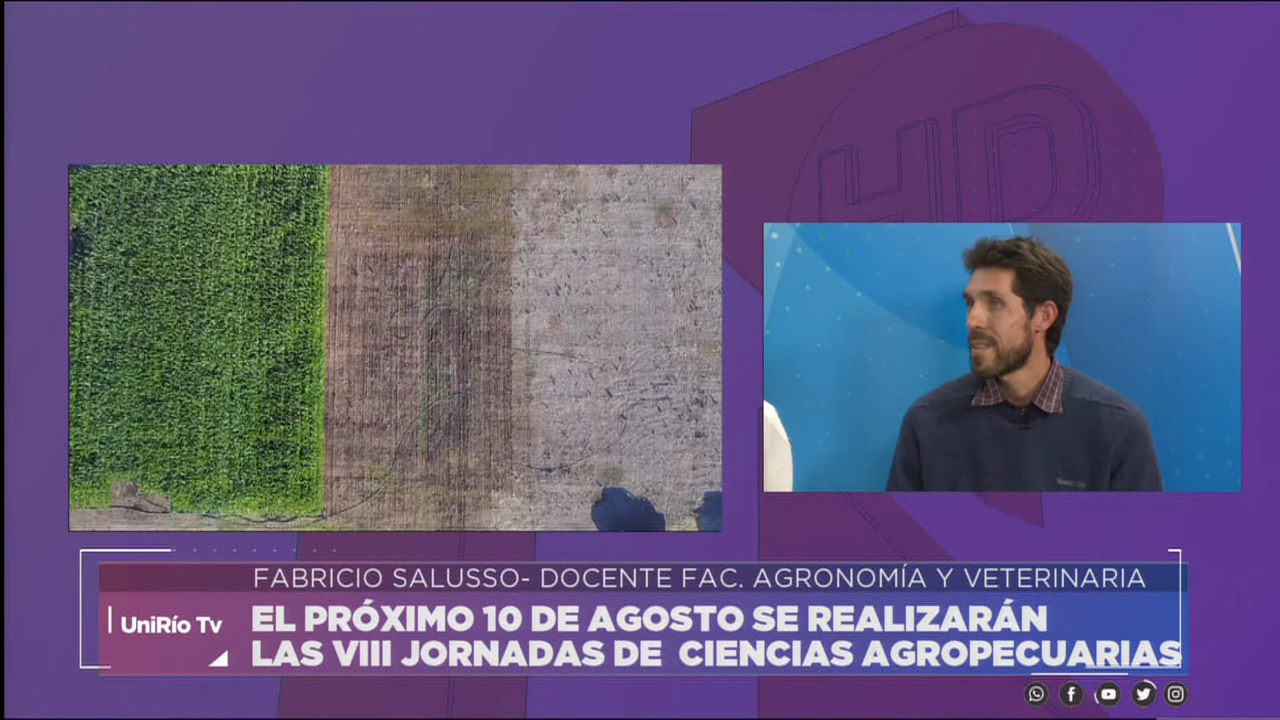 HD
FABRICIO SALUSSO- DOCENTE FAC. AGRONOMÍA Y VETERINARIA
UniRío Tv
EL PRÓXIMO 10 DE AGOSTO SE REALIZARÁN
LAS VIII JORNADAS DE CIENCIAS AGROPECUARIAS